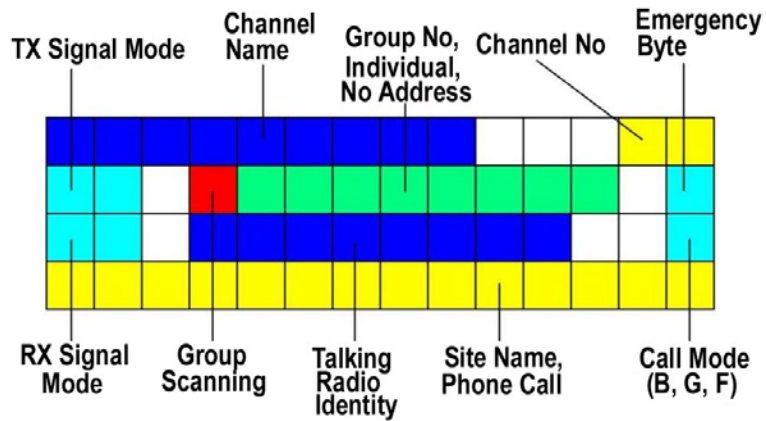 TX Signal Mode
Channel
Name
Group No,
Individual,
No Address
Channel No
Emergency
Byte
RX Signal
Mode
Group
Scanning
Talking
Radio
Identity
Site Name,
Phone Call
Call Mode
(B, G, F)